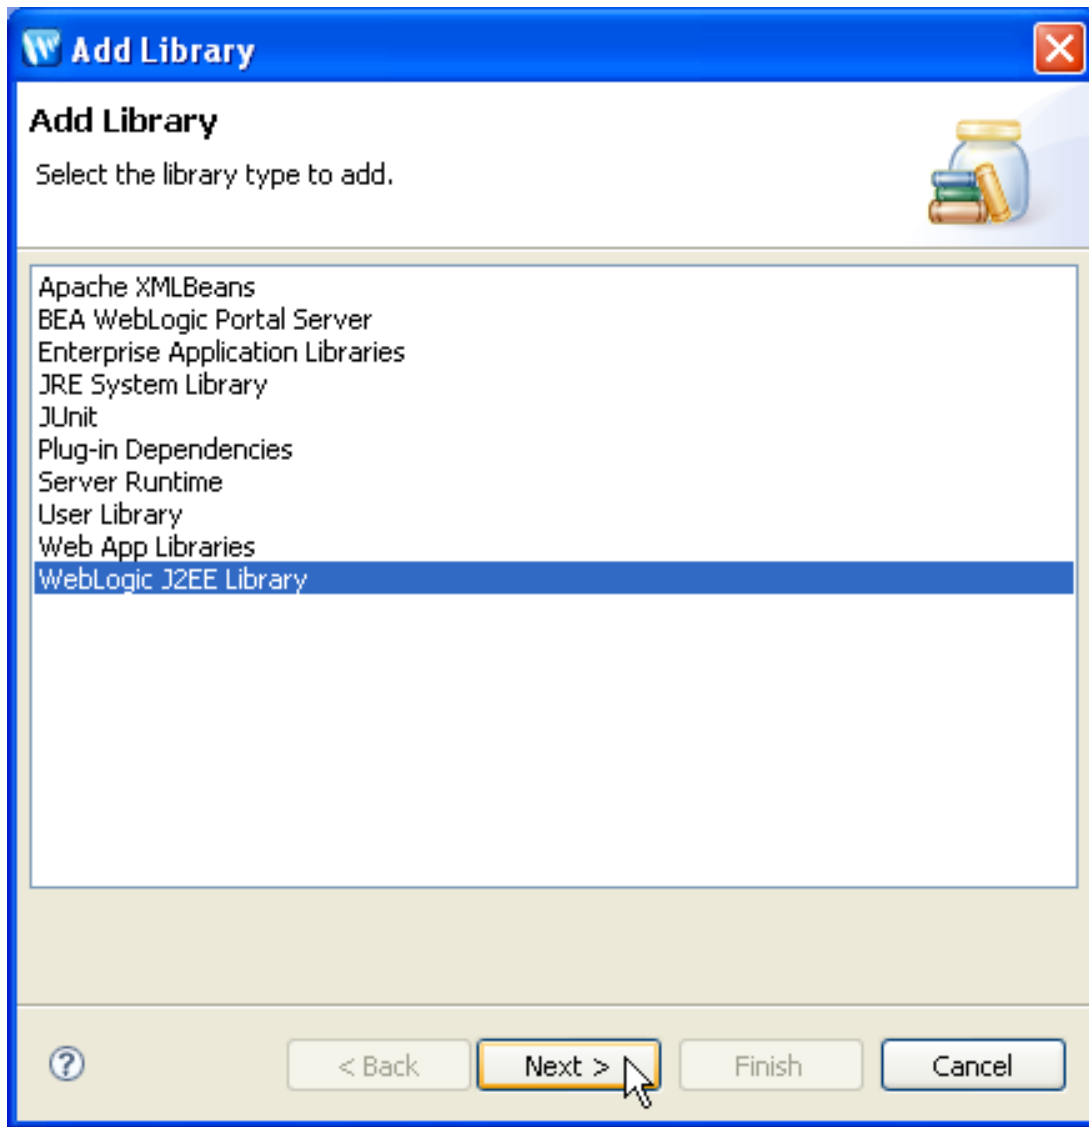 Add Library
Add Library
Select the library type to add.
Apache XMLBeans
BEA WebLogic Portal Server
Enterprise Application Libraries
JRE System Library
JUnit
Plug-in Dependencies
Server Runtime
User Library
Web App Libraries
WebLogic J2EE Library
? < Back Next > Finish Cancel